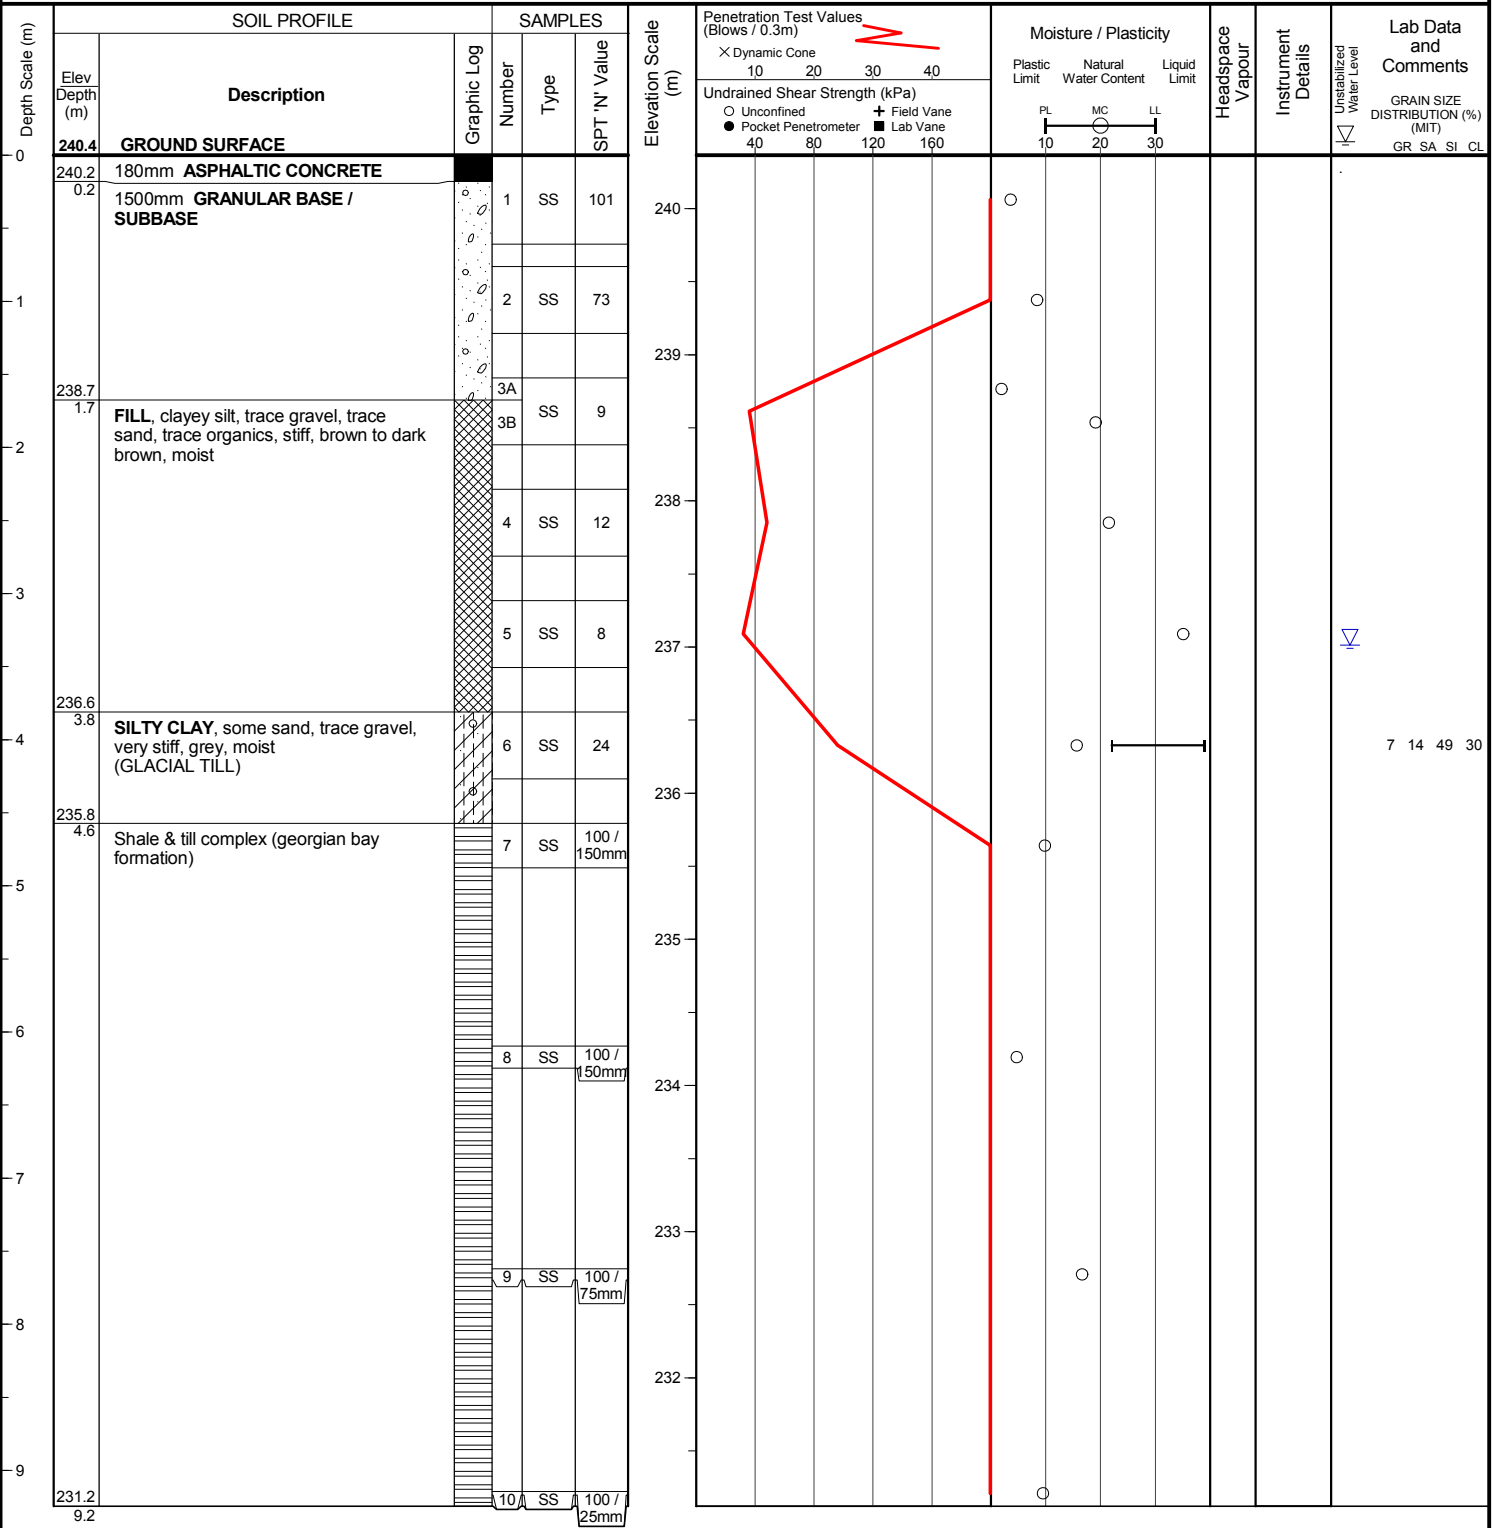 SOIL PROFILE
SAMPLES
Depth Scale (m)
Elev
Depth
(m)
Description
Graphic Log
Number
Type
SPT 'N' Value
Elevation Scale
(m)
Penetration Test Values
(Blows / 0.3m)
Dynamic Cone
10 20 30 40
Undrained Shear Strength (kPa)
Unconfined
Field Vane
Pocket Penetrometer
Lab Vane
40 80 120 160
Moisture / Plasticity
Plastic
Limit
Natural
Water Content
Liquid
Limit
PL MC LL
10 20 30
Headspace
Vapour
Instrument
Details
Unstabilized
Water Level
Lab Data
and
Comments
GRAIN SIZE
DISTRIBUTION (%)
(MIT)
GR SA SI CL
240.4 GROUND SURFACE
0
240.2 180mm ASPHALTIC CONCRETE
0.2
1500mm GRANULAR BASE /
SUBBASE
1 SS 101
240
1
2 SS 73
239
238.7
1.7
3A
3B
SS 9
FILL, clayey silt, trace gravel, trace
sand, trace organics, stiff, brown to dark
brown, moist
2
238
4 SS 12
3
5 SS 8
237
236.6
3.8
SILTY CLAY, some sand, trace gravel,
very stiff, grey, moist
(GLACIAL TILL)
4
6 SS 24
7 14 49 30
236
235.8
4.6
Shale & till complex (georgian bay
formation)
7 SS 100 /
150mm
5
235
6
8 SS 100 /
150mm
234
7
233
9 SS 100 /
75mm
8
232
9
231.2
9.2
10 SS 100 /
25mm